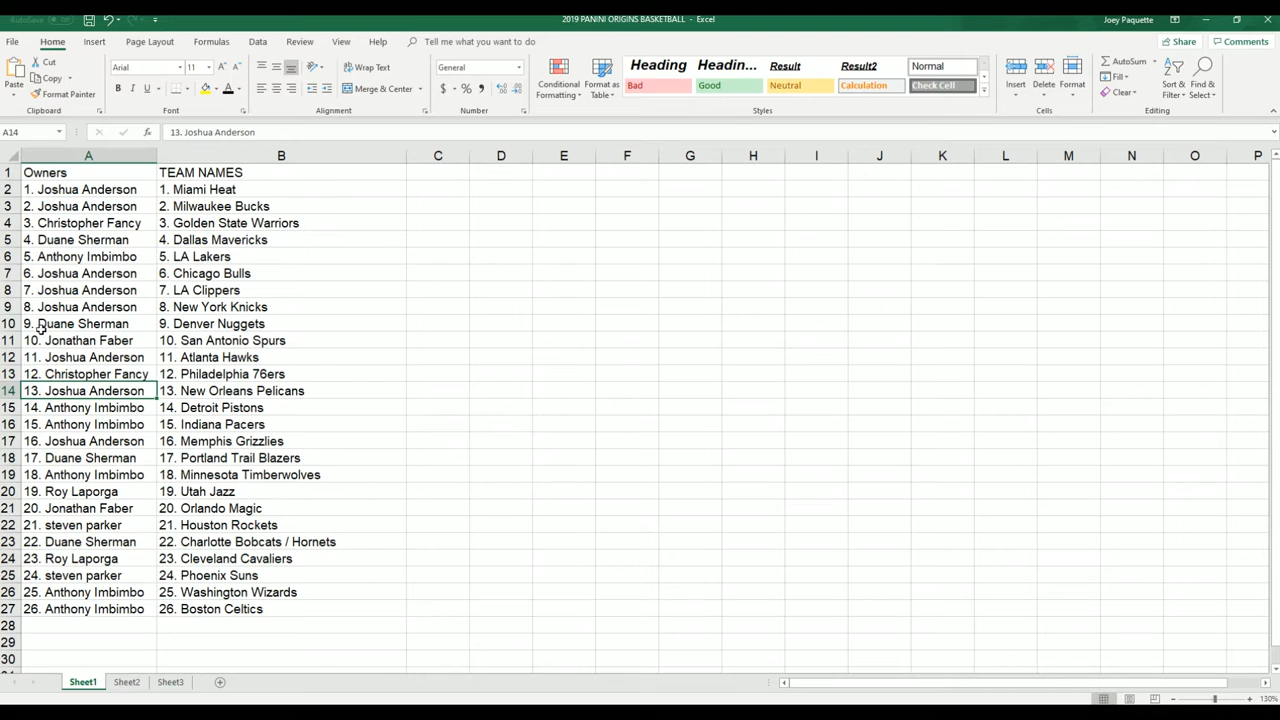 AutoSave Off
2019 PANINI ORIGINS BASKETBALL - Excel
Joey Paquette
File Home Insert Page Layout Formulas Data Review View Help Tell me what you want to do Share Comments
Paste Cut Copy Format Painter Clipboard
Arial 11 A A B I U A Font
Wrap Text Merge & Center Alignment
General $ % , Number
Conditional Formatting Format as Table
Heading Headin... Result Result2 Normal
Bad Good Neutral Calculation Check Cell
Styles
Insert Delete Format Cells
AutoSum Fill Clear Sort & Filter Find & Select Editing
A14 fx 13. Joshua Anderson
A B C D E F G H I J K L M N O P
1 Owners TEAM NAMES
2 1. Joshua Anderson 1. Miami Heat
3 2. Joshua Anderson 2. Milwaukee Bucks
4 3. Christopher Fancy 3. Golden State Warriors
5 4. Duane Sherman 4. Dallas Mavericks
6 5. Anthony Imbimbo 5. LA Lakers
7 6. Joshua Anderson 6. Chicago Bulls
8 7. Joshua Anderson 7. LA Clippers
9 8. Joshua Anderson 8. New York Knicks
10 9. Duane Sherman 9. Denver Nuggets
11 10. Jonathan Faber 10. San Antonio Spurs
12 11. Joshua Anderson 11. Atlanta Hawks
13 12. Christopher Fancy 12. Philadelphia 76ers
14 13. Joshua Anderson 13. New Orleans Pelicans
15 14. Anthony Imbimbo 14. Detroit Pistons
16 15. Anthony Imbimbo 15. Indiana Pacers
17 16. Joshua Anderson 16. Memphis Grizzlies
18 17. Duane Sherman 17. Portland Trail Blazers
19 18. Anthony Imbimbo 18. Minnesota Timberwolves
20 19. Roy Laporga 19. Utah Jazz
21 20. Jonathan Faber 20. Orlando Magic
22 21. steven parker 21. Houston Rockets
23 22. Duane Sherman 22. Charlotte Bobcats / Hornets
24 23. Roy Laporga 23. Cleveland Cavaliers
25 24. steven parker 24. Phoenix Suns
26 25. Anthony Imbimbo 25. Washington Wizards
27 26. Anthony Imbimbo 26. Boston Celtics
28
29
30
Sheet1 Sheet2 Sheet3
130%